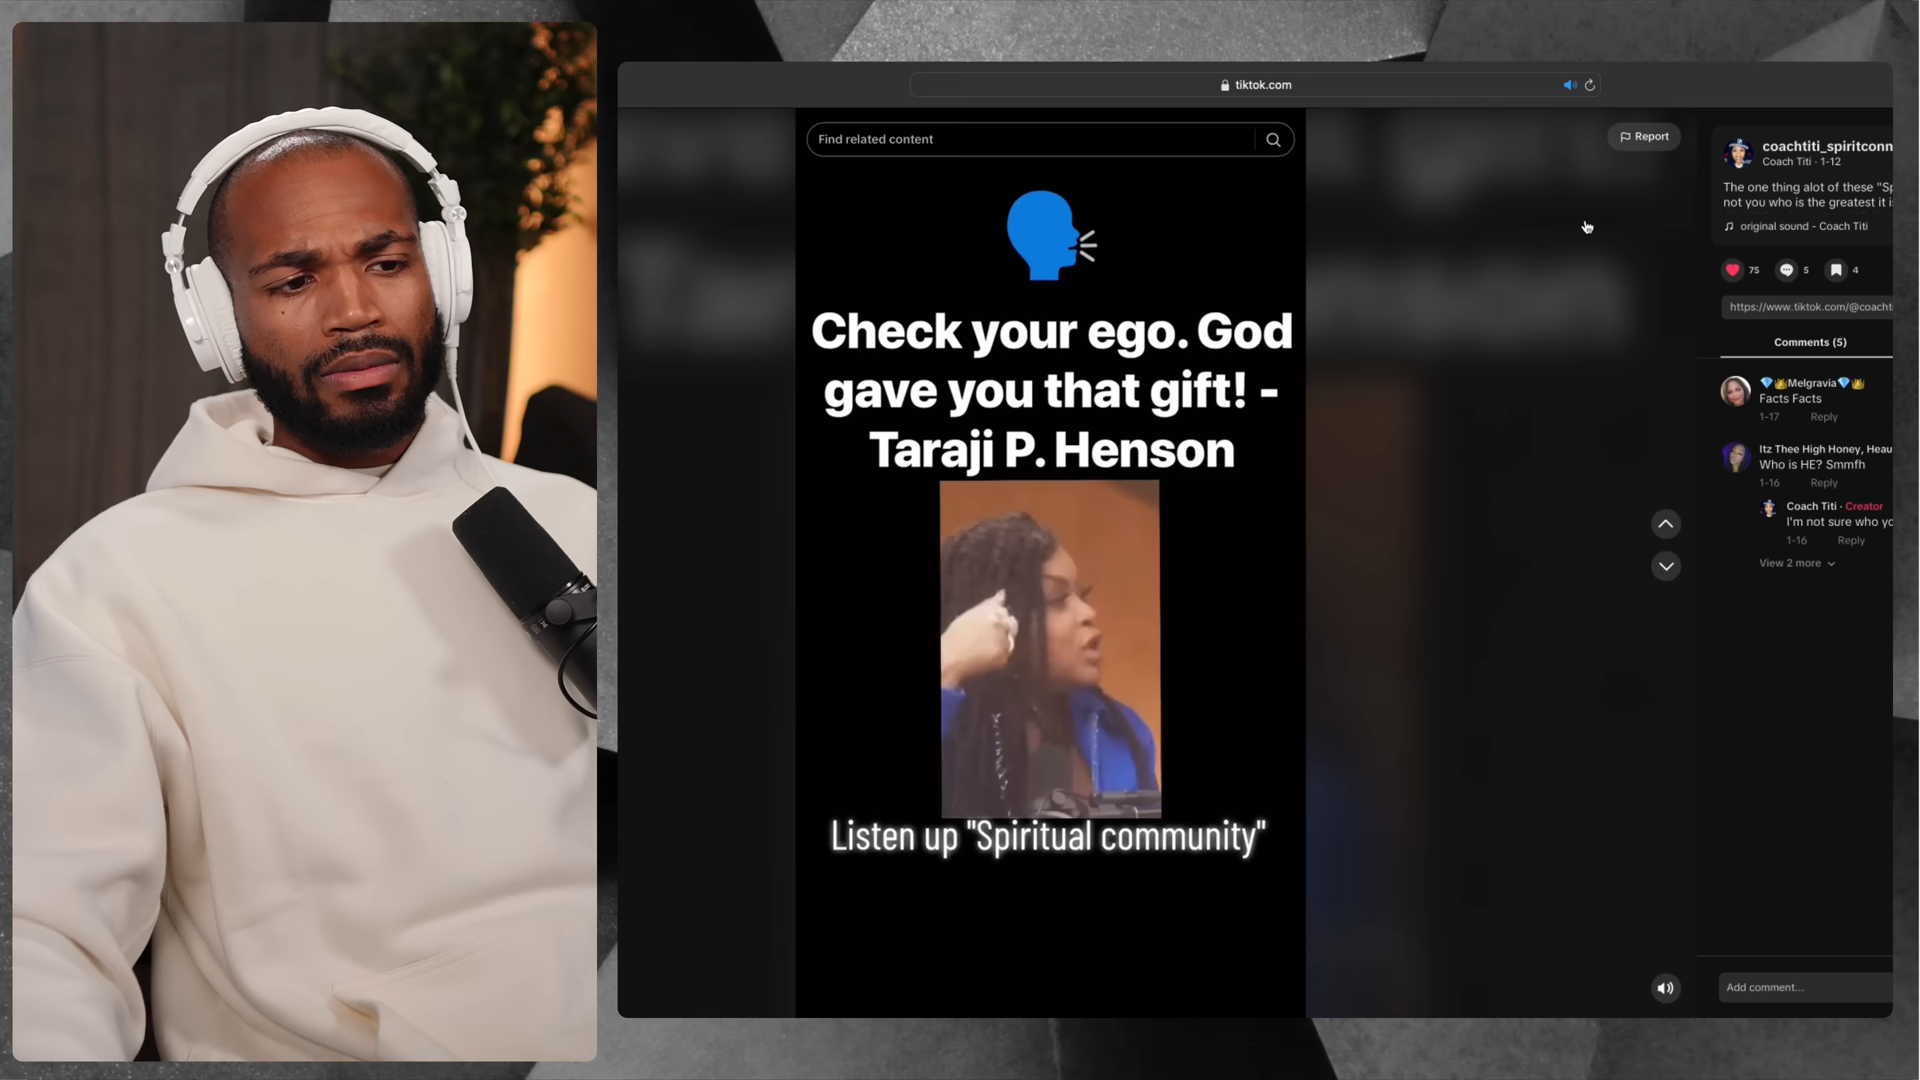 tiktok.com
Find related content
Report
Check your ego. God
gave you that gift! -
Taraji P. Henson
Listen up "Spiritual community"
coachtiti_spiritconn
Coach Titi · 1-12
The one thing alot of these "Sp
not you who is the greatest it i
original sound - Coach Titi
75
5
4
https://www.tiktok.com/@coacht
Comments (5)
💎👑Melgravia💎👑
Facts Facts
1-17 Reply
Itz Thee High Honey, Heau
Who is HE? Smmfh
1-16 Reply
Coach Titi · Creator
I'm not sure who yo
1-16 Reply
View 2 more
Add comment...